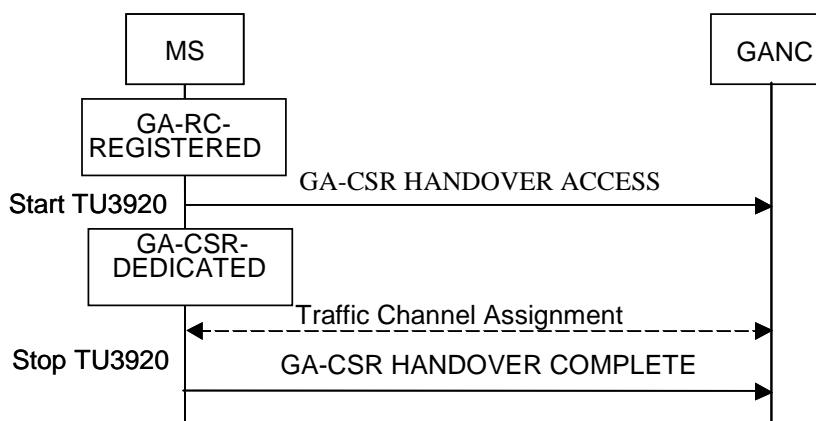 MS
GANC
GA-RC-
REGISTERED
GA-CSR HANDOVER ACCESS
Start TU3920
GA-CSR-
DEDICATED
Traffic Channel Assignment
Stop TU3920
GA-CSR HANDOVER COMPLETE